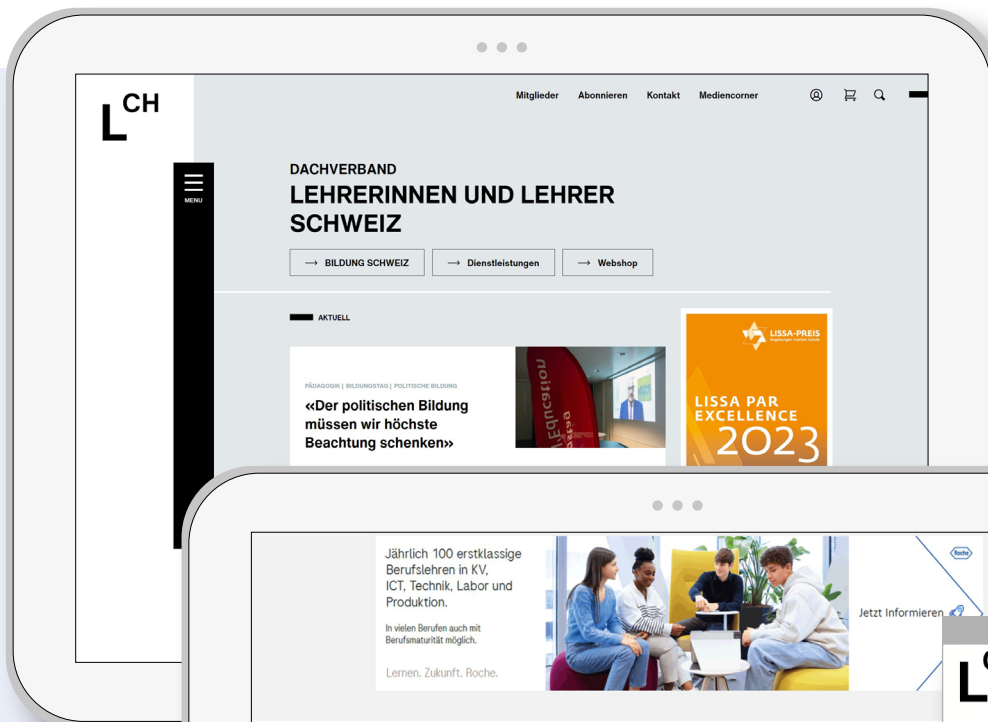 LCH
Mitglieder Abonnieren Kontakt Mediencorner
MENU
DACHVERBAND
LEHRERINNEN UND LEHRER
SCHWEIZ
→ BILDUNG SCHWEIZ → Dienstleistungen → Webshop
AKTUELL
PÄDAGOGIK | BILDUNGSTAG | POLITISCHE BILDUNG
«Der politischen Bildung
müssen wir höchste
Beachtung schenken»
Education
LISSA-PREIS
LISSA PAR
EXCELLENCE
2023
Jährlich 100 erstklassige
Berufslehren in KV,
ICT, Technik, Labor und
Produktion.
In vielen Berufen auch mit
Berufsmaturität möglich.
Lernen. Zukunft. Roche.
Roche
Jetzt Informieren
L